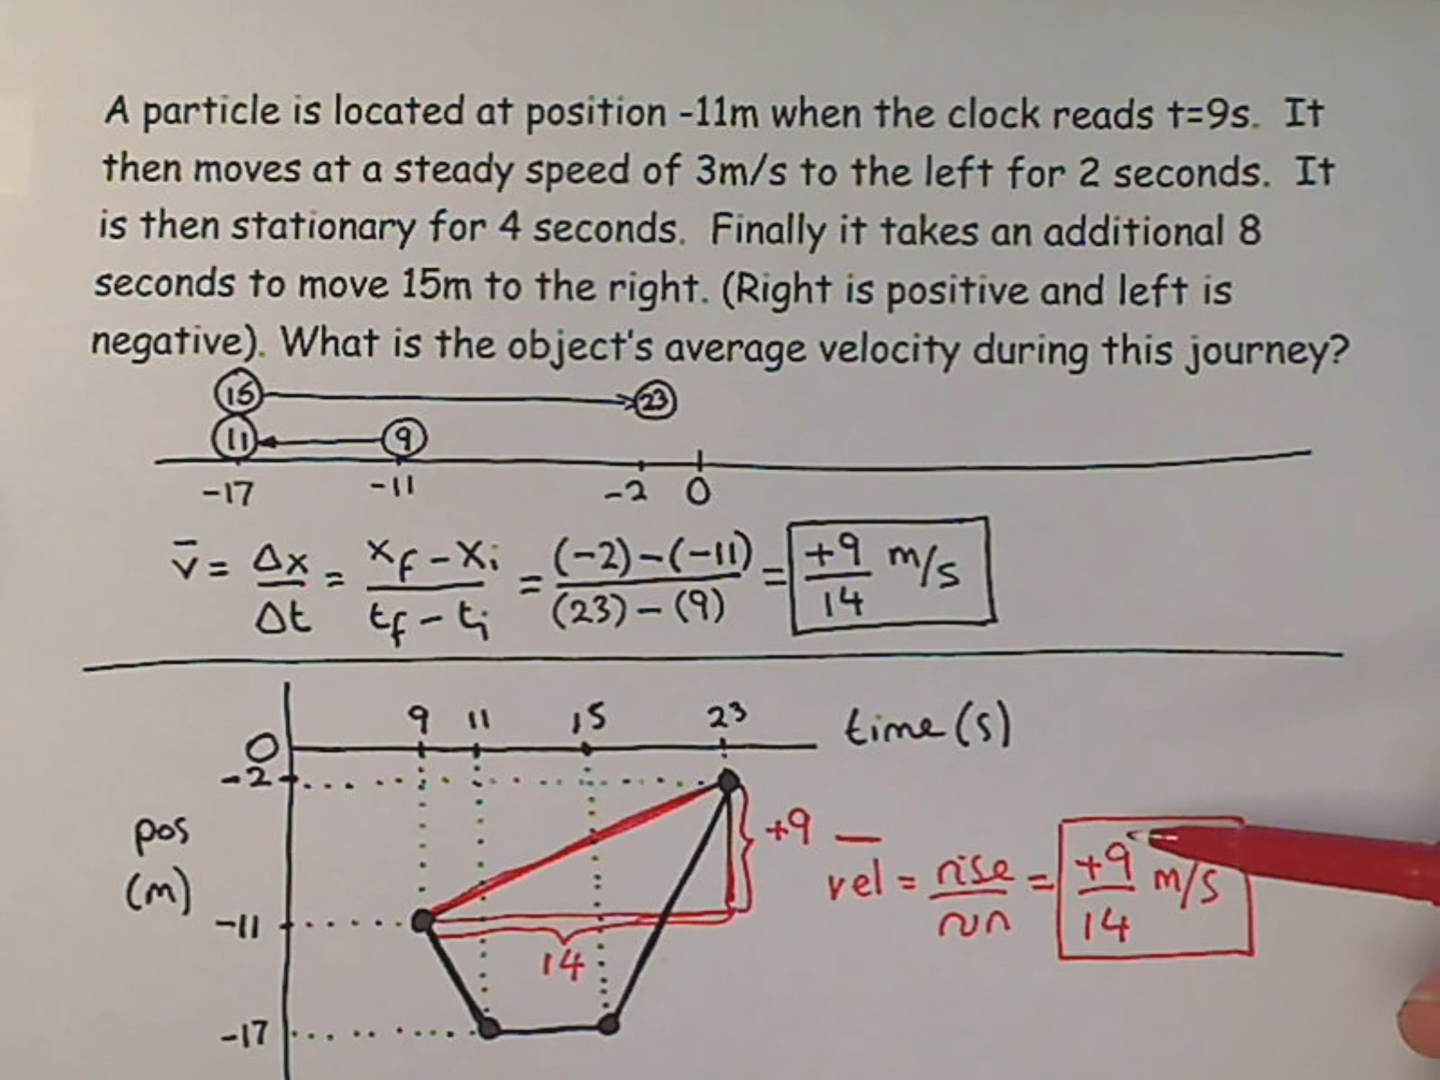 A particle is located at position -11m when the clock reads t=9s. It
then moves at a steady speed of 3m/s to the left for 2 seconds. It
is then stationary for 4 seconds. Finally it takes an additional 8
seconds to move 15m to the right. (Right is positive and left is
negative). What is the object's average velocity during this journey?
15 23
11 9
-17 -11 -2 0
v̄ = Δx/Δt = xf - xi / tf - ti = (-2)-(-11) / (23)-(9) = +9/14 m/s
9 11 15 23 time (s)
0
-2
pos
(m)
+9
vel = rise/run = +9/14 m/s
-11
14
-17